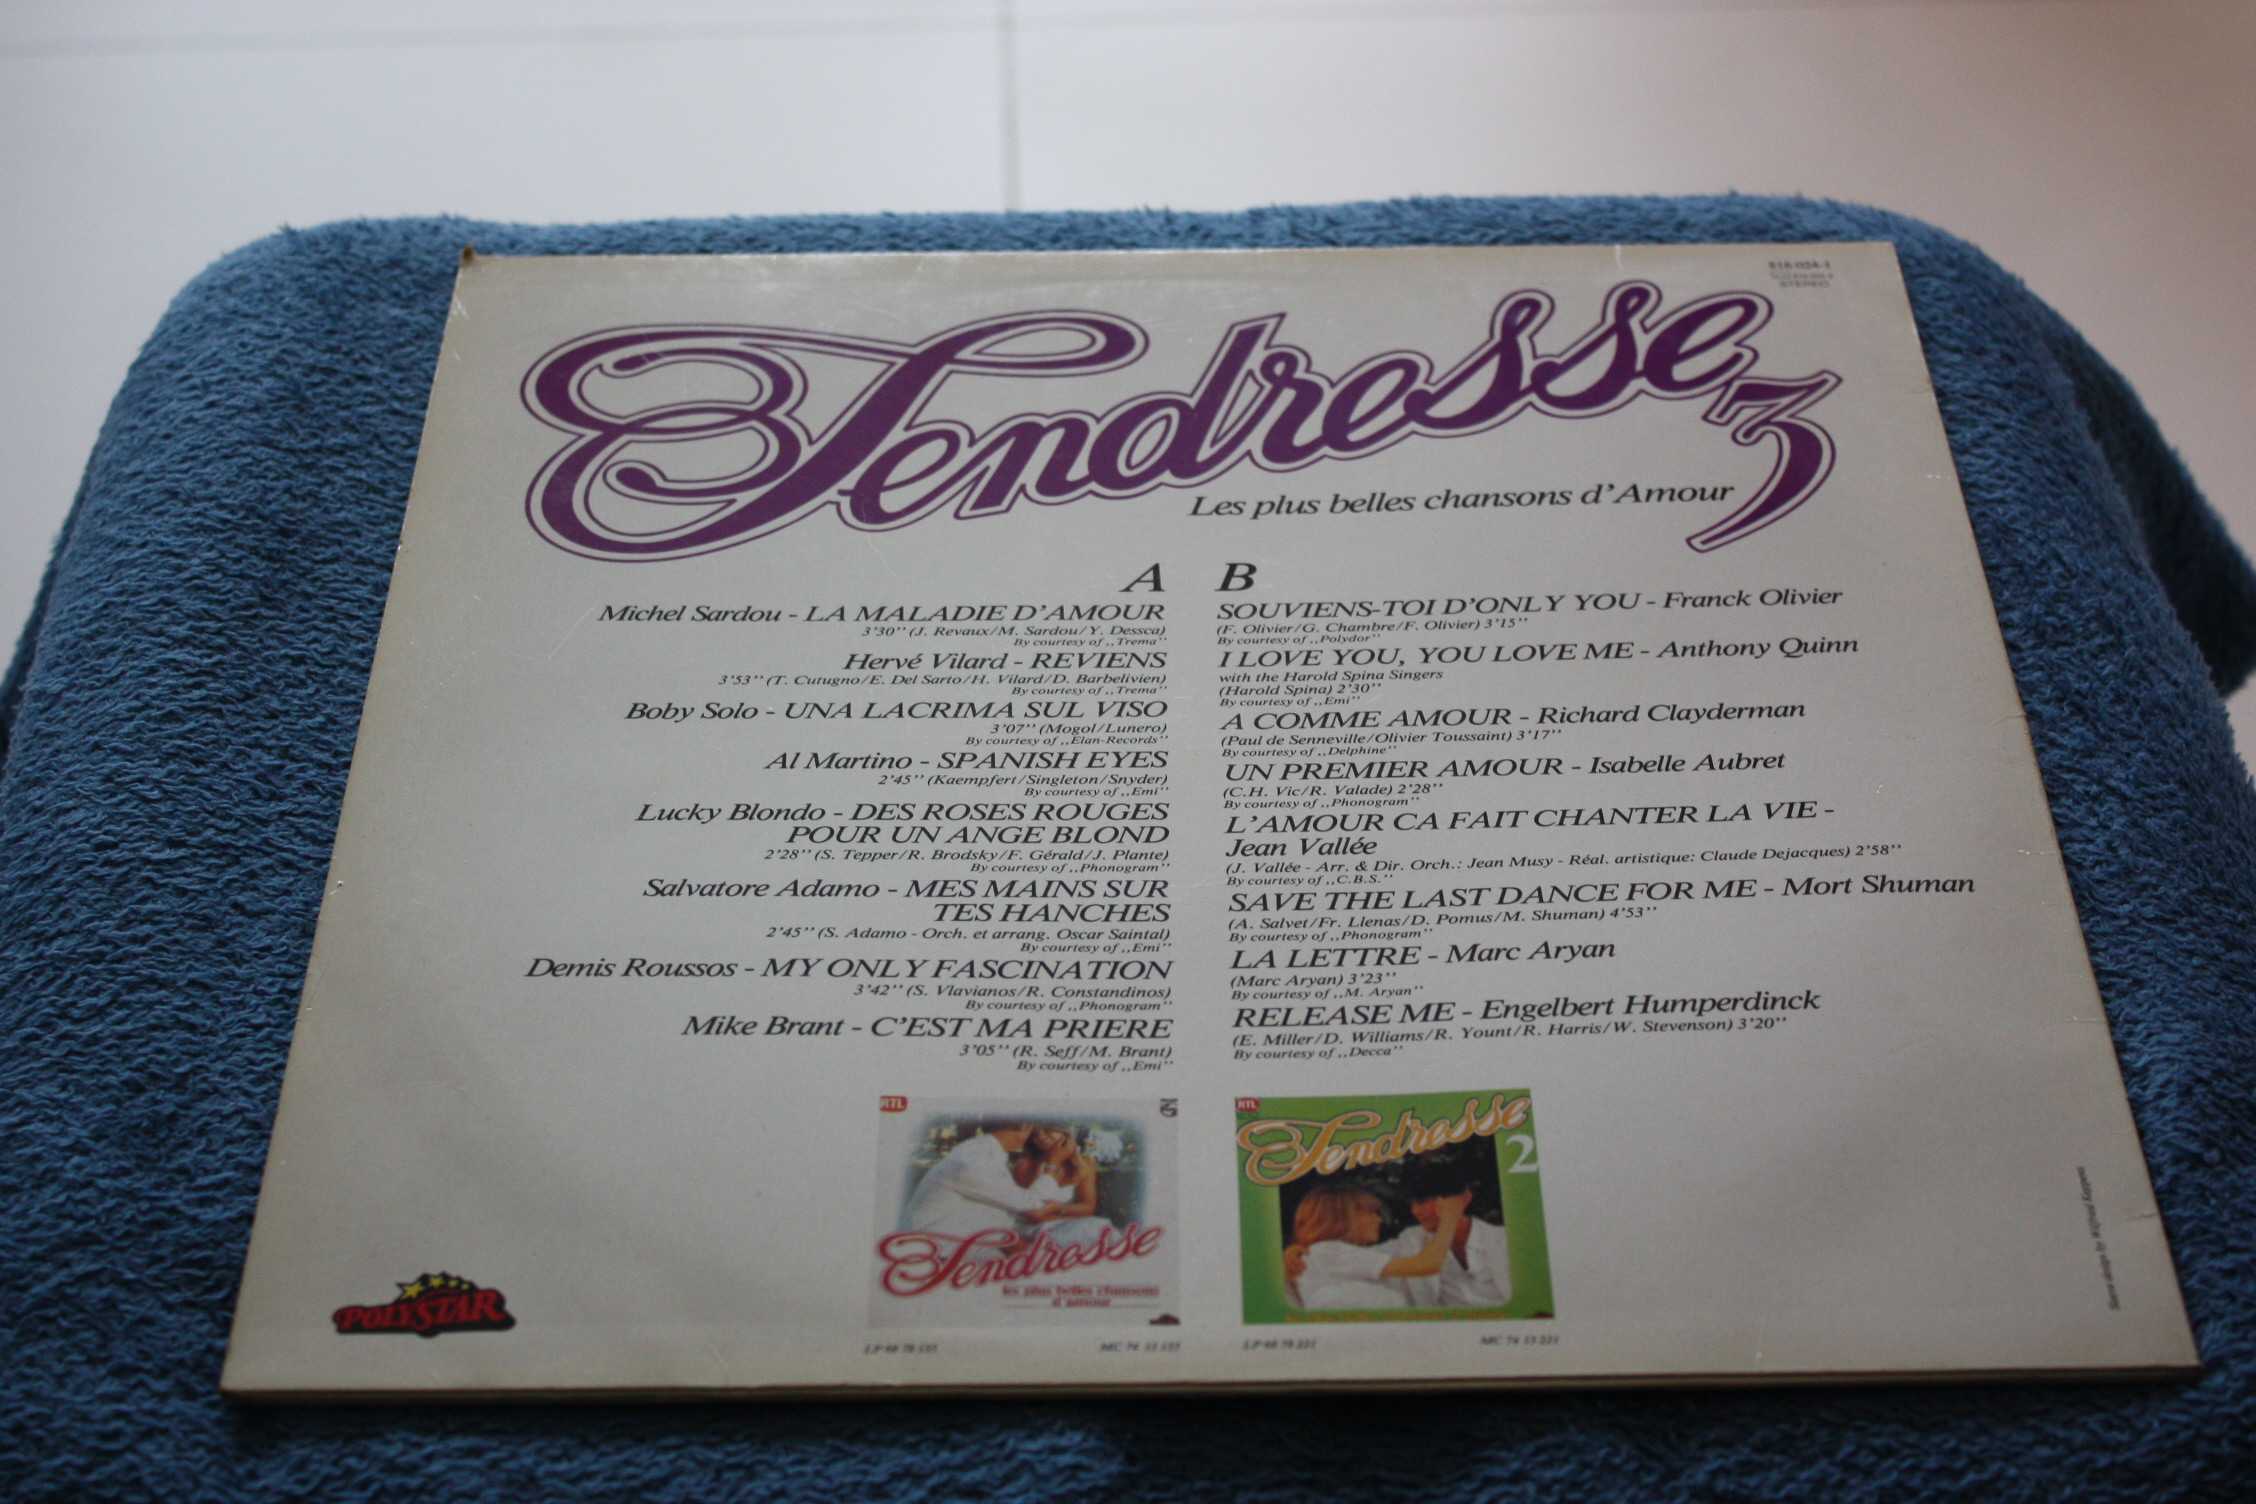 STEREO
Tendresse 3
Les plus belles chansons d'Amour
A
Michel Sardou - LA MALADIE D'AMOUR
3'30'' (J. Revaux/M. Sardou/Y. Dessca)
By courtesy of ,,Trema''
Hervé Vilard - REVIENS
3'53'' (T. Cutugno/E. Del Sarto/H. Vilard/D. Barbelivien)
By courtesy of ,,Trema''
Boby Solo - UNA LACRIMA SUL VISO
3'07'' (Mogol/Lunero)
By courtesy of ,,Elan-Records''
Al Martino - SPANISH EYES
2'45'' (Kaempfert/Singleton/Snyder)
By courtesy of ,,Emi''
Lucky Blondo - DES ROSES ROUGES
POUR UN ANGE BLOND
2'28'' (S. Tepper/R. Brodsky/F. Gérald/J. Plante)
By courtesy of ,,Phonogram''
Salvatore Adamo - MES MAINS SUR
TES HANCHES
2'45'' (S. Adamo - Orch. et arrang. Oscar Saintal)
By courtesy of ,,Emi''
Demis Roussos - MY ONLY FASCINATION
3'42'' (S. Vlavianos/R. Constandinos)
By courtesy of ,,Phonogram''
Mike Brant - C'EST MA PRIERE
3'05'' (R. Seff/M. Brant)
By courtesy of ,,Emi''
B
SOUVIENS-TOI D'ONLY YOU - Franck Olivier
(F. Olivier/G. Chambre/F. Olivier) 3'15''
By courtesy of ,,Polydor''
I LOVE YOU, YOU LOVE ME - Anthony Quinn
with the Harold Spina Singers
(Harold Spina) 2'30''
By courtesy of ,,Emi''
A COMME AMOUR - Richard Clayderman
(Paul de Senneville/Olivier Toussaint) 3'17''
By courtesy of ,,Delphine''
UN PREMIER AMOUR - Isabelle Aubret
(C.H. Vic/R. Valade) 2'28''
By courtesy of ,,Phonogram''
L'AMOUR CA FAIT CHANTER LA VIE -
Jean Vallée
(J. Vallée - Arr. & Dir. Orch.: Jean Musy - Réal. artistique: Claude Dejacques) 2'58''
By courtesy of ,,C.B.S.''
SAVE THE LAST DANCE FOR ME - Mort Shuman
(A. Salvet/Fr. Llenas/D. Pomus/M. Shuman) 4'53''
By courtesy of ,,Phonogram''
LA LETTRE - Marc Aryan
(Marc Aryan) 3'23''
By courtesy of ,,M. Aryan''
RELEASE ME - Engelbert Humperdinck
(E. Miller/D. Williams/R. Yount/R. Harris/W. Stevenson) 3'20''
By courtesy of ,,Decca''
RTL
Tendresse
les plus belles chansons
d'amour
RTL
Tendresse
2
POLYSTAR
Sleeve design by Wilfried